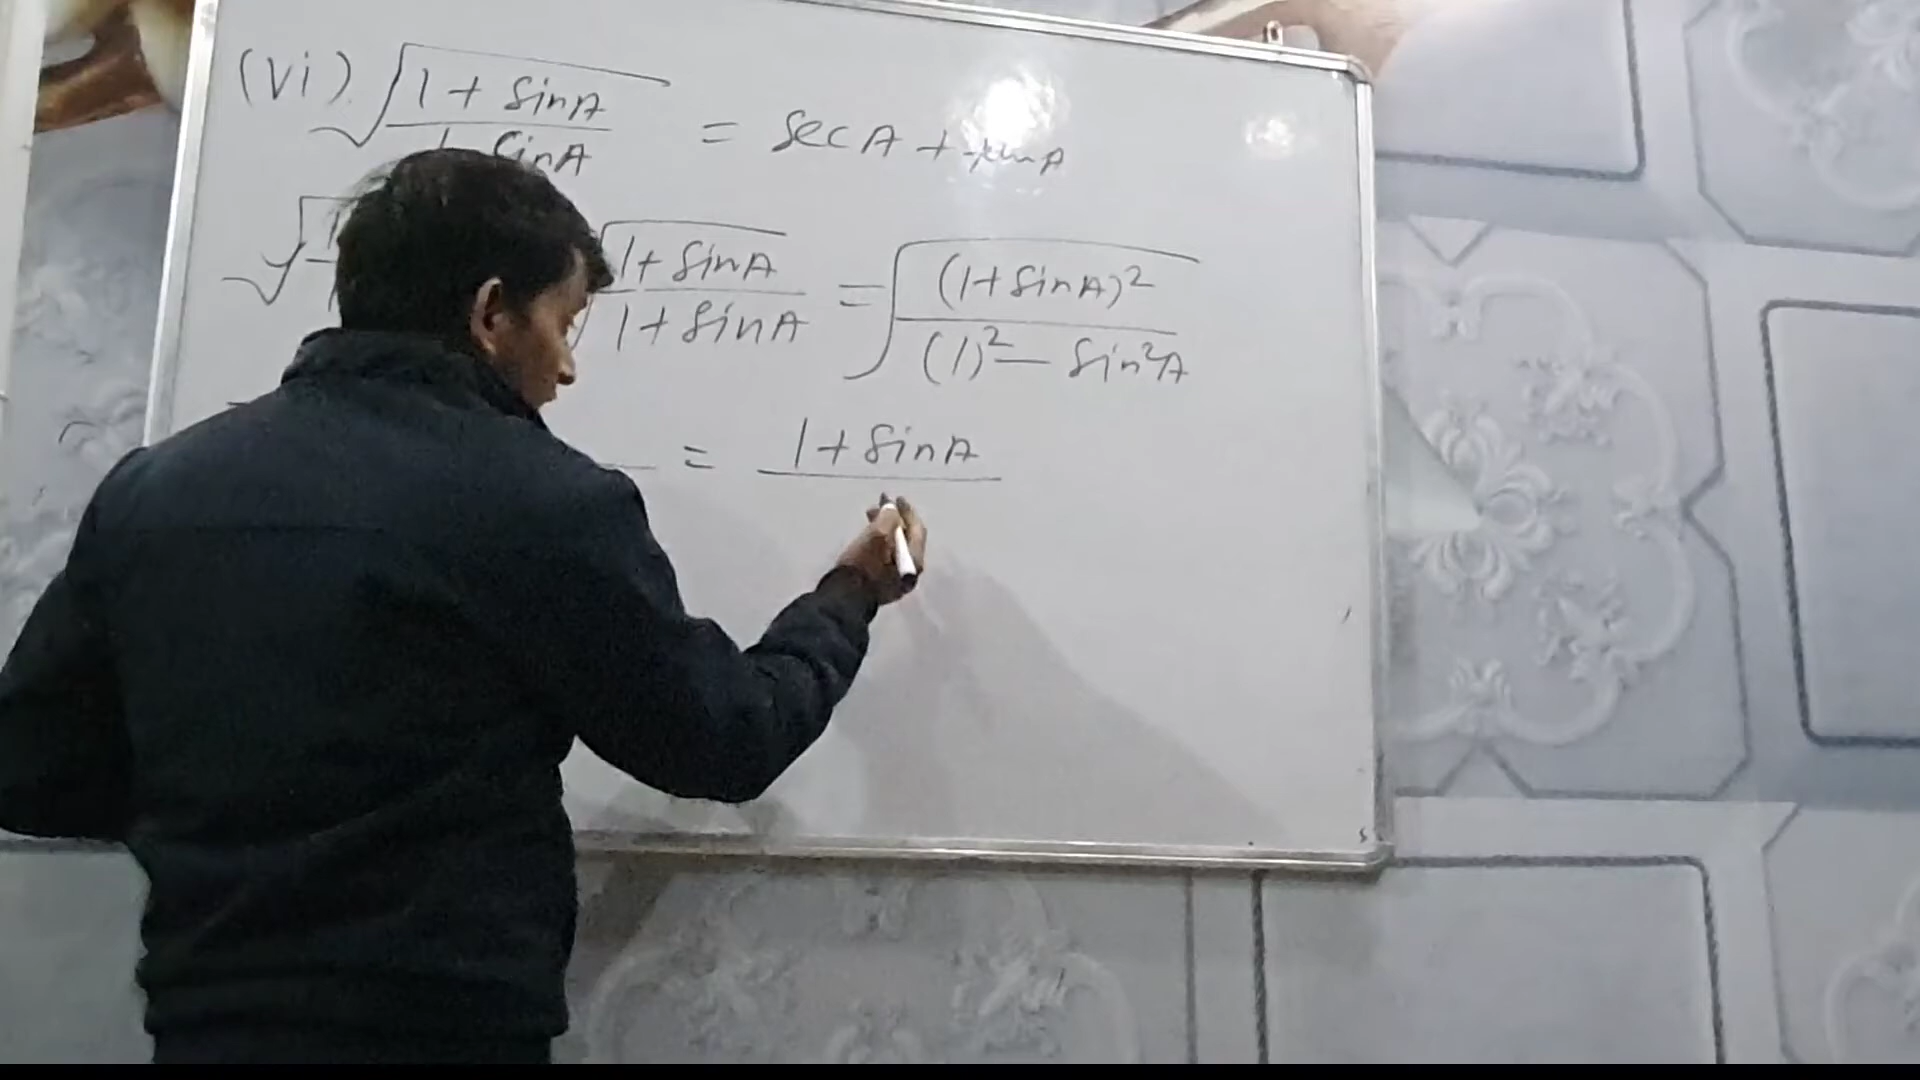 (vi) √(1 + sinA / 1 - sinA) = secA + tanA
√ √(1 + sinA / 1 + sinA) = √((1 + sinA)² / (1)² - sin²A)
= 1 + sinA